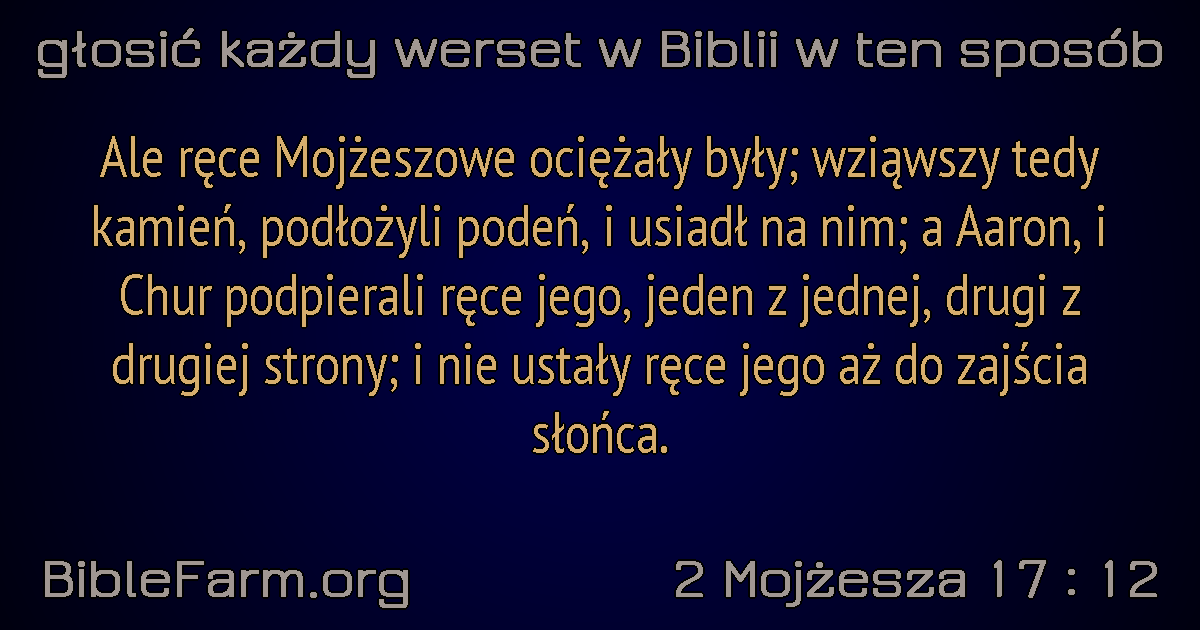 głosić każdy werset w Biblii w ten sposób
Ale ręce Mojżeszowe ociężały były; wziąwszy tedy
kamień, podłożyli podeń, i usiadł na nim; a Aaron, i
Chur podpierali ręce jego, jeden z jednej, drugi z
drugiej strony; i nie ustały ręce jego aż do zajścia
słońca.
BibleFarm.org
2 Mojżesza 17 : 12